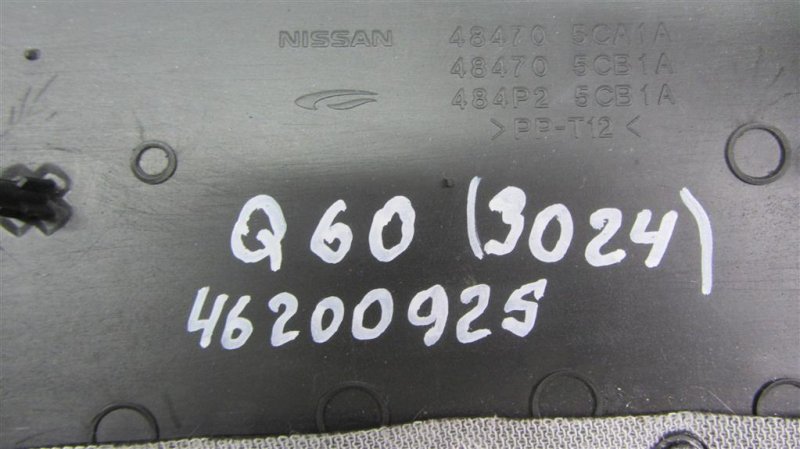 NISSAN 48470 5CA1A
48470 5CB1A
484P2 5CB1A
>PP-T12<
Q60 (3024)
46200925